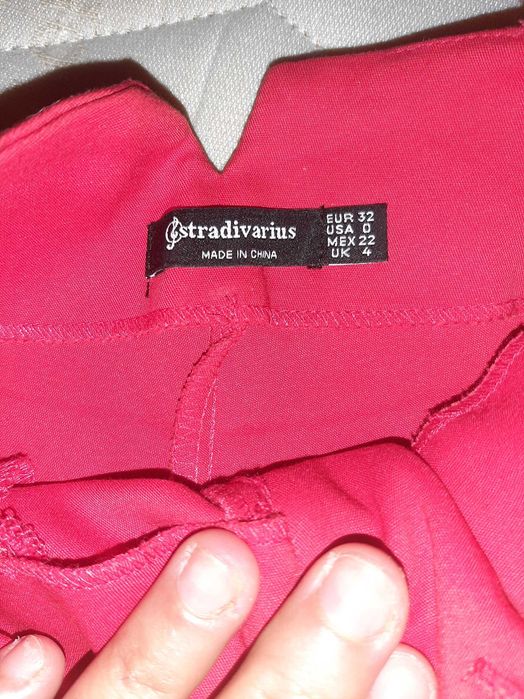 stradivarius
MADE IN CHINA
EUR 32
USA 0
MEX 22
UK 4